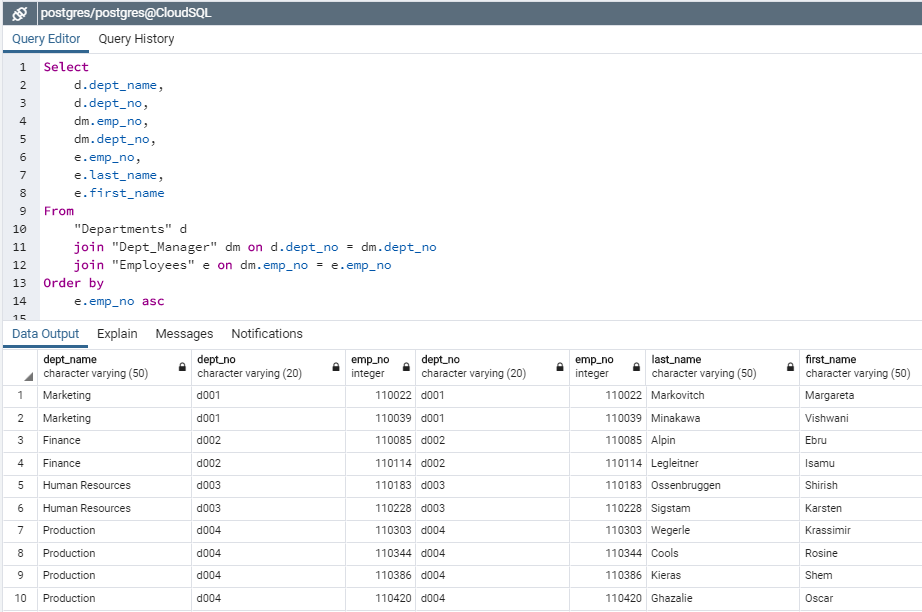 postgres/postgres@CloudSQL
Query Editor Query History
1 Select
2 d.dept_name,
3 d.dept_no,
4 dm.emp_no,
5 dm.dept_no,
6 e.emp_no,
7 e.last_name,
8 e.first_name
9 From
10 "Departments" d
11 join "Dept_Manager" dm on d.dept_no = dm.dept_no
12 join "Employees" e on dm.emp_no = e.emp_no
13 Order by
14 e.emp_no asc
15
Data Output Explain Messages Notifications
dept_name dept_no emp_no dept_no emp_no last_name first_name
character varying (50) character varying (20) integer character varying (20) integer character varying (50) character varying (50)
1 Marketing d001 110022 d001 110022 Markovitch Margareta
2 Marketing d001 110039 d001 110039 Minakawa Vishwani
3 Finance d002 110085 d002 110085 Alpin Ebru
4 Finance d002 110114 d002 110114 Legleitner Isamu
5 Human Resources d003 110183 d003 110183 Ossenbruggen Shirish
6 Human Resources d003 110228 d003 110228 Sigstam Karsten
7 Production d004 110303 d004 110303 Wegerle Krassimir
8 Production d004 110344 d004 110344 Cools Rosine
9 Production d004 110386 d004 110386 Kieras Shem
10 Production d004 110420 d004 110420 Ghazalie Oscar